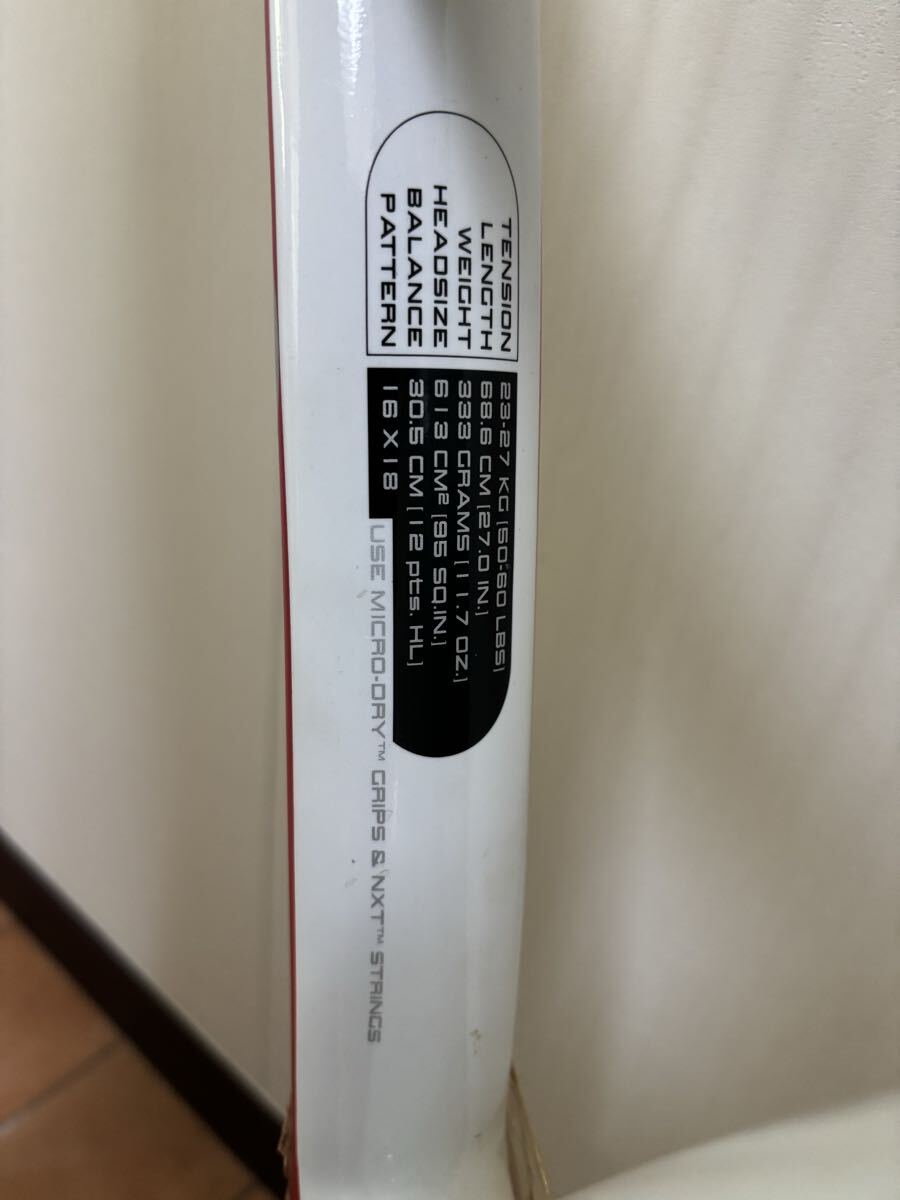 TENSION 23-27 KG [50-60 LBS]
LENGTH 68.6 CM [27.0 IN.]
WEIGHT 333 GRAMS [11.7 OZ.]
HEADSIZE 613 CM² [95 SQ.IN.]
BALANCE 30.5 CM [12 pts. HL]
PATTERN 16 X 18
USE MICRO-DRY™ GRIPS & NXT™ STRINGS